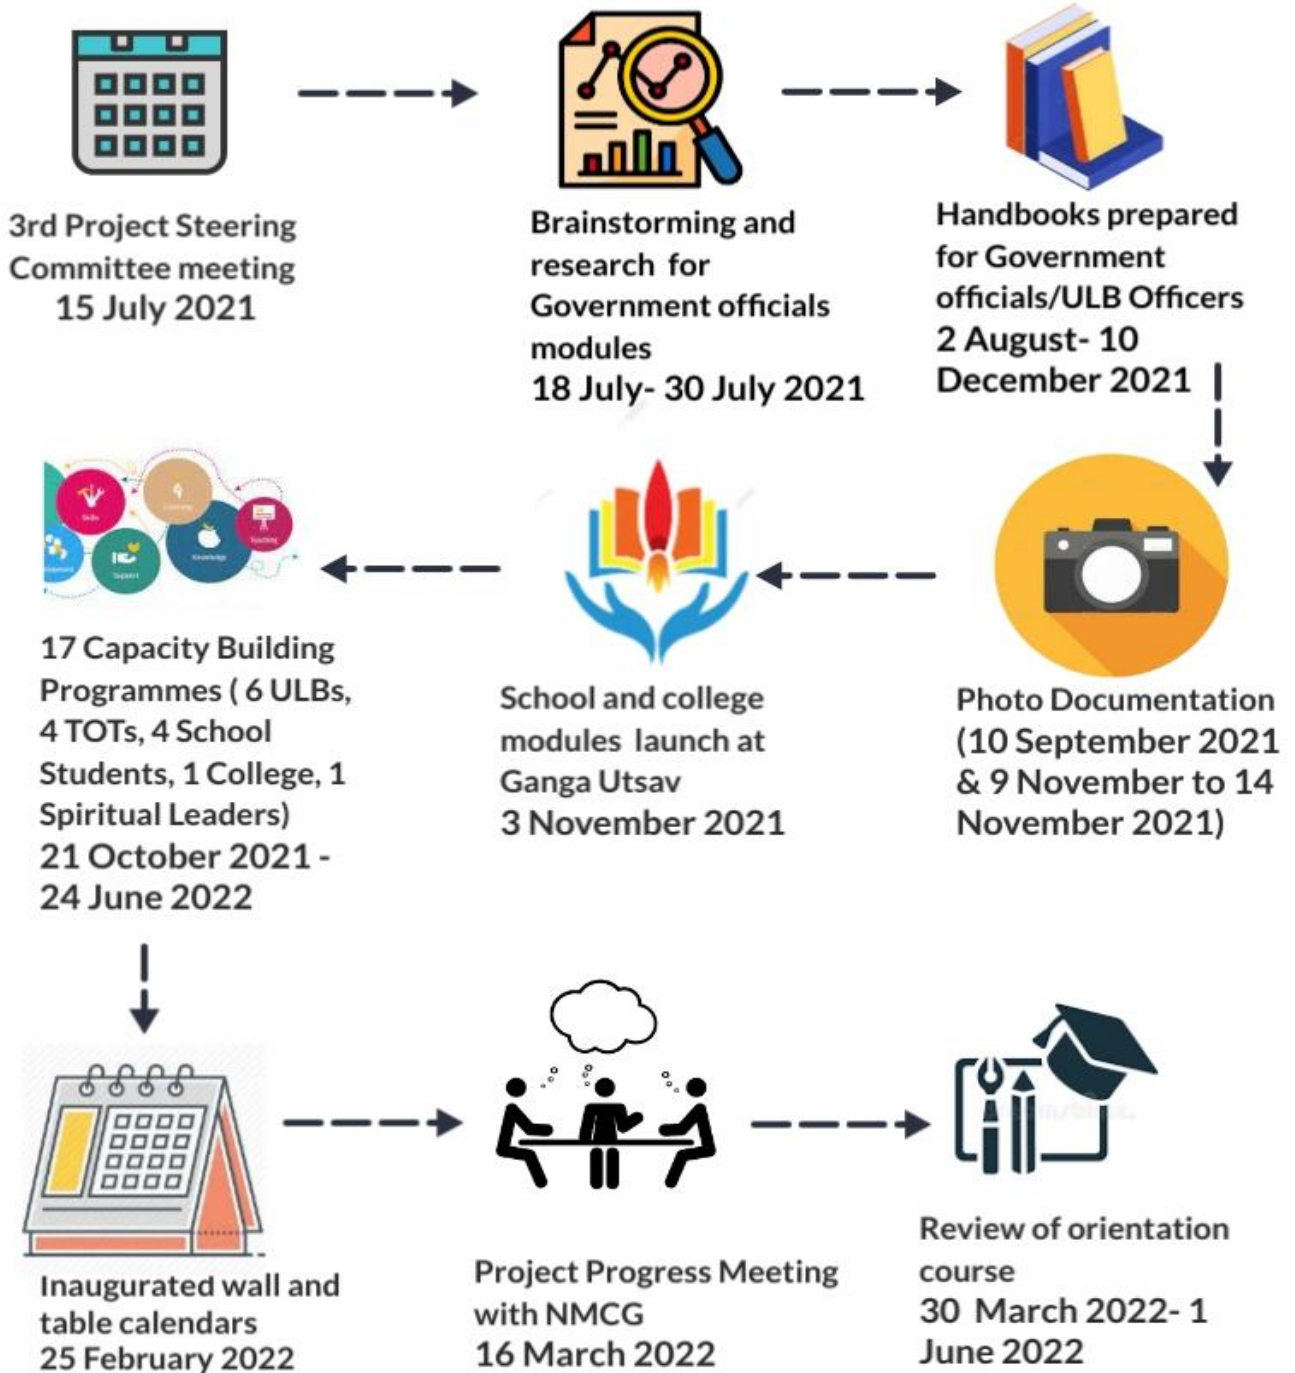 3rd Project Steering
Committee meeting
15 July 2021
Brainstorming and
research for
Government officials
modules
18 July- 30 July 2021
Handbooks prepared
for Government
officials/ULB Officers
2 August- 10
December 2021
Photo Documentation
(10 September 2021
& 9 November to 14
November 2021)
School and college
modules launch at
Ganga Utsav
3 November 2021
Skills
Learning
Knowledge
Teaching
Support
17 Capacity Building
Programmes ( 6 ULBs,
4 TOTs, 4 School
Students, 1 College, 1
Spiritual Leaders)
21 October 2021 -
24 June 2022
Inaugurated wall and
table calendars
25 February 2022
Project Progress Meeting
with NMCG
16 March 2022
Review of orientation
course
30 March 2022- 1
June 2022